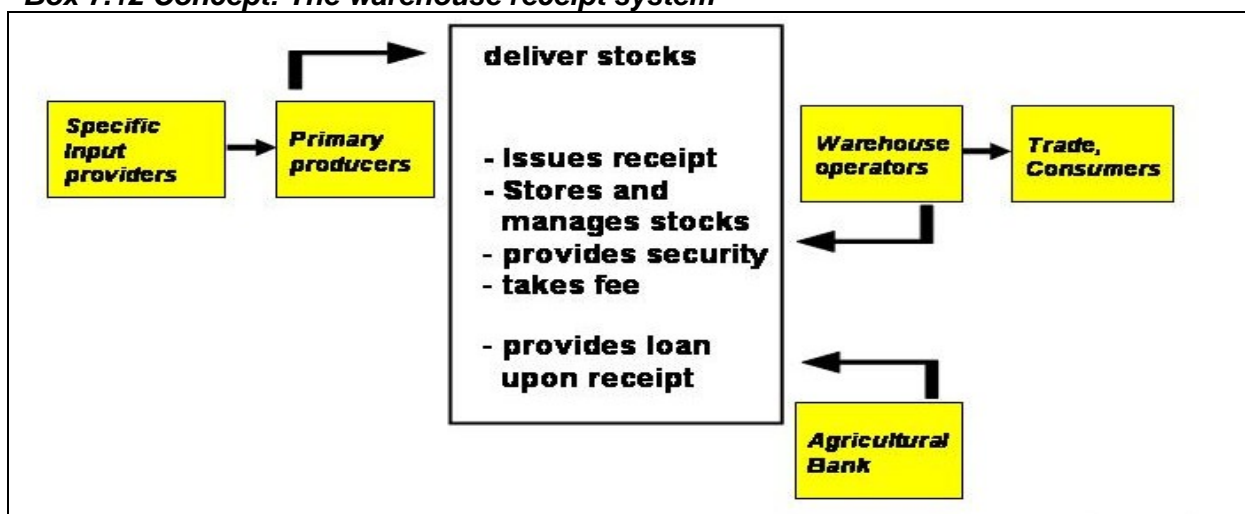 Box 7.12 Concept: The warehouse receipt system
deliver stocks
Specific
Input
providers
Primary
producers
- Issues receipt
- Stores and
manages stocks
- provides security
- takes fee
- provides loan
upon receipt
Warehouse
operators
Trade,
Consumers
Agricultural
Bank